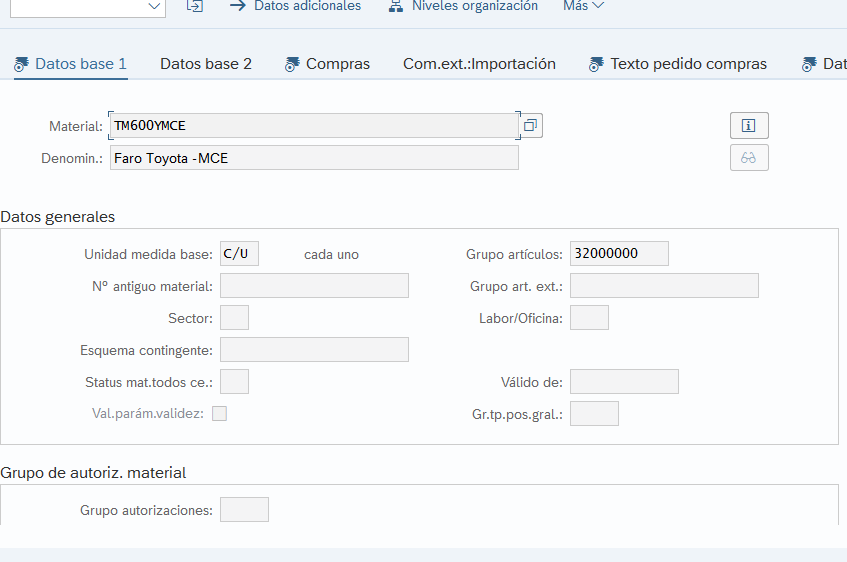 Datos adicionales Niveles organización Más
Datos base 1 Datos base 2 Compras Com.ext.:Importación Texto pedido compras Dat
Material: TM600YMCE
Denomin.: Faro Toyota -MCE
Datos generales
Unidad medida base: C/U cada uno Grupo artículos: 32000000
Nº antiguo material: Grupo art. ext.:
Sector: Labor/Oficina:
Esquema contingente:
Status mat.todos ce.: Válido de:
Val.parám.validez: Gr.tp.pos.gral.:
Grupo de autoriz. material
Grupo autorizaciones: